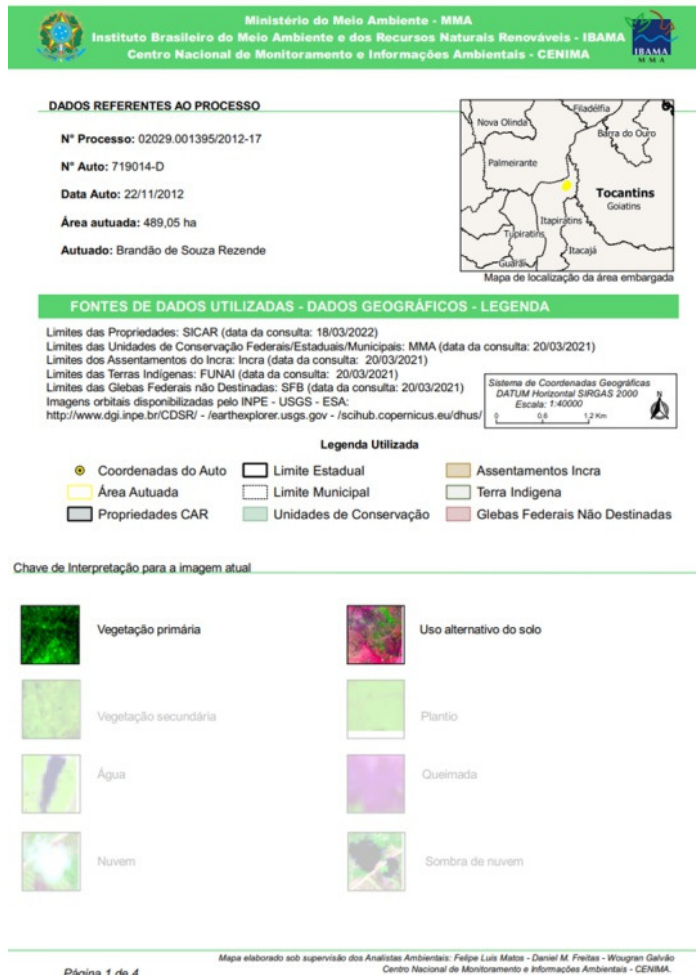 Ministério do Meio Ambiente - MMA
Instituto Brasileiro do Meio Ambiente e dos Recursos Naturais Renováveis - IBAMA
Centro Nacional de Monitoramento e Informações Ambientais - CENIMA
IBAMA
M M A
DADOS REFERENTES AO PROCESSO
N° Processo: 02029.001395/2012-17
N° Auto: 719014-D
Data Auto: 22/11/2012
Área autuada: 489,05 ha
Autuado: Brandão de Souza Rezende
Filadélfia
Nova Olinda
Barra do Ouro
Palmeirante
Tocantins
Goiatins
Itapiratins
Tupiratins
Itacajá
Guaraí
Mapa de localização da área embargada
FONTES DE DADOS UTILIZADAS - DADOS GEOGRÁFICOS - LEGENDA
Limites das Propriedades: SICAR (data da consulta: 18/03/2022)
Limites das Unidades de Conservação Federais/Estaduais/Municipais: MMA (data da consulta: 20/03/2021)
Limites dos Assentamentos do Incra: Incra (data da consulta: 20/03/2021)
Limites das Terras Indígenas: FUNAI (data da consulta: 20/03/2021)
Limites das Glebas Federais não Destinadas: SFB (data da consulta: 20/03/2021)
Imagens orbitais disponibilizadas pelo INPE - USGS - ESA:
http://www.dgi.inpe.br/CDSR/ - /earthexplorer.usgs.gov - /scihub.copernicus.eu/dhus/
Sistema de Coordenadas Geográficas
DATUM Horizontal SIRGAS 2000
Escala: 1:40000
0 0,6 1,2 Km
N
Legenda Utilizada
Coordenadas do Auto
Limite Estadual
Assentamentos Incra
Área Autuada
Limite Municipal
Terra Indigena
Propriedades CAR
Unidades de Conservação
Glebas Federais Não Destinadas
Chave de Interpretação para a imagem atual
Vegetação primária
Uso alternativo do solo
Vegetação secundária
Plantio
Água
Queimada
Nuvem
Sombra de nuvem
Mapa elaborado sob supervisão dos Analistas Ambientais: Felipe Luis Matos - Daniel M. Freitas - Wougran Galvão
Centro Nacional de Monitoramento e Informações Ambientais - CENIMA.
Página 1 de 4